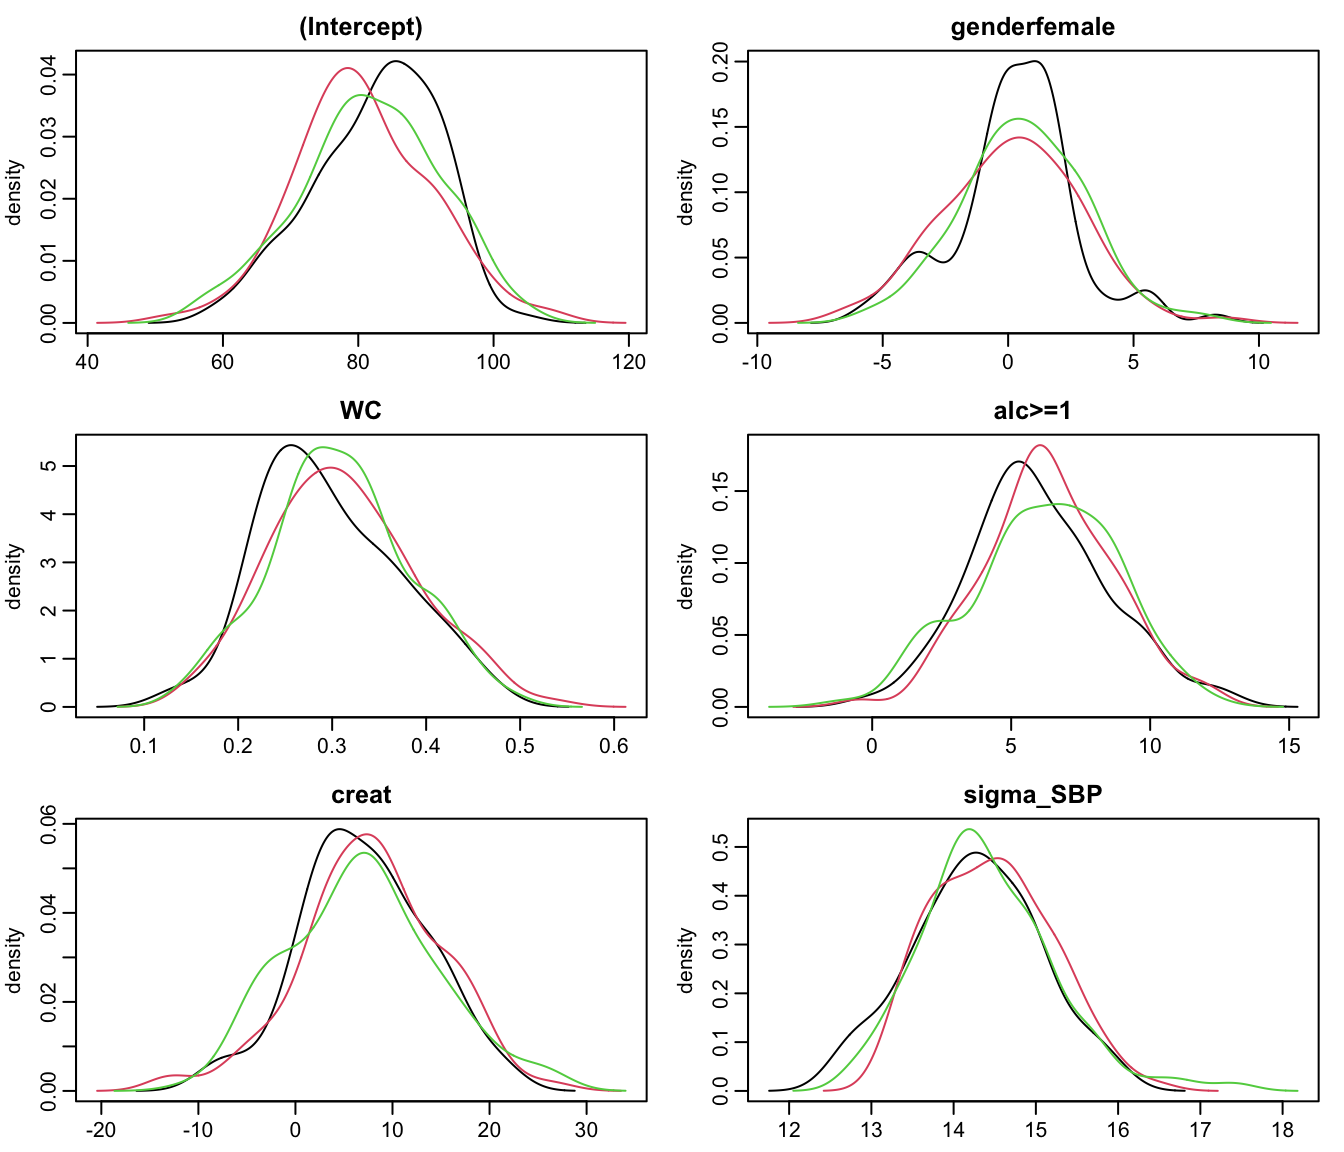 (Intercept)
density
0.00 0.01 0.02 0.03 0.04
40 60 80 100 120
genderfemale
density
0.00 0.05 0.10 0.15 0.20
-10 -5 0 5 10
WC
density
0 1 2 3 4 5
0.1 0.2 0.3 0.4 0.5 0.6
alc>=1
density
0.00 0.05 0.10 0.15
0 5 10 15
creat
density
0.00 0.02 0.04 0.06
-20 -10 0 10 20 30
sigma_SBP
density
0.0 0.1 0.2 0.3 0.4 0.5
12 13 14 15 16 17 18